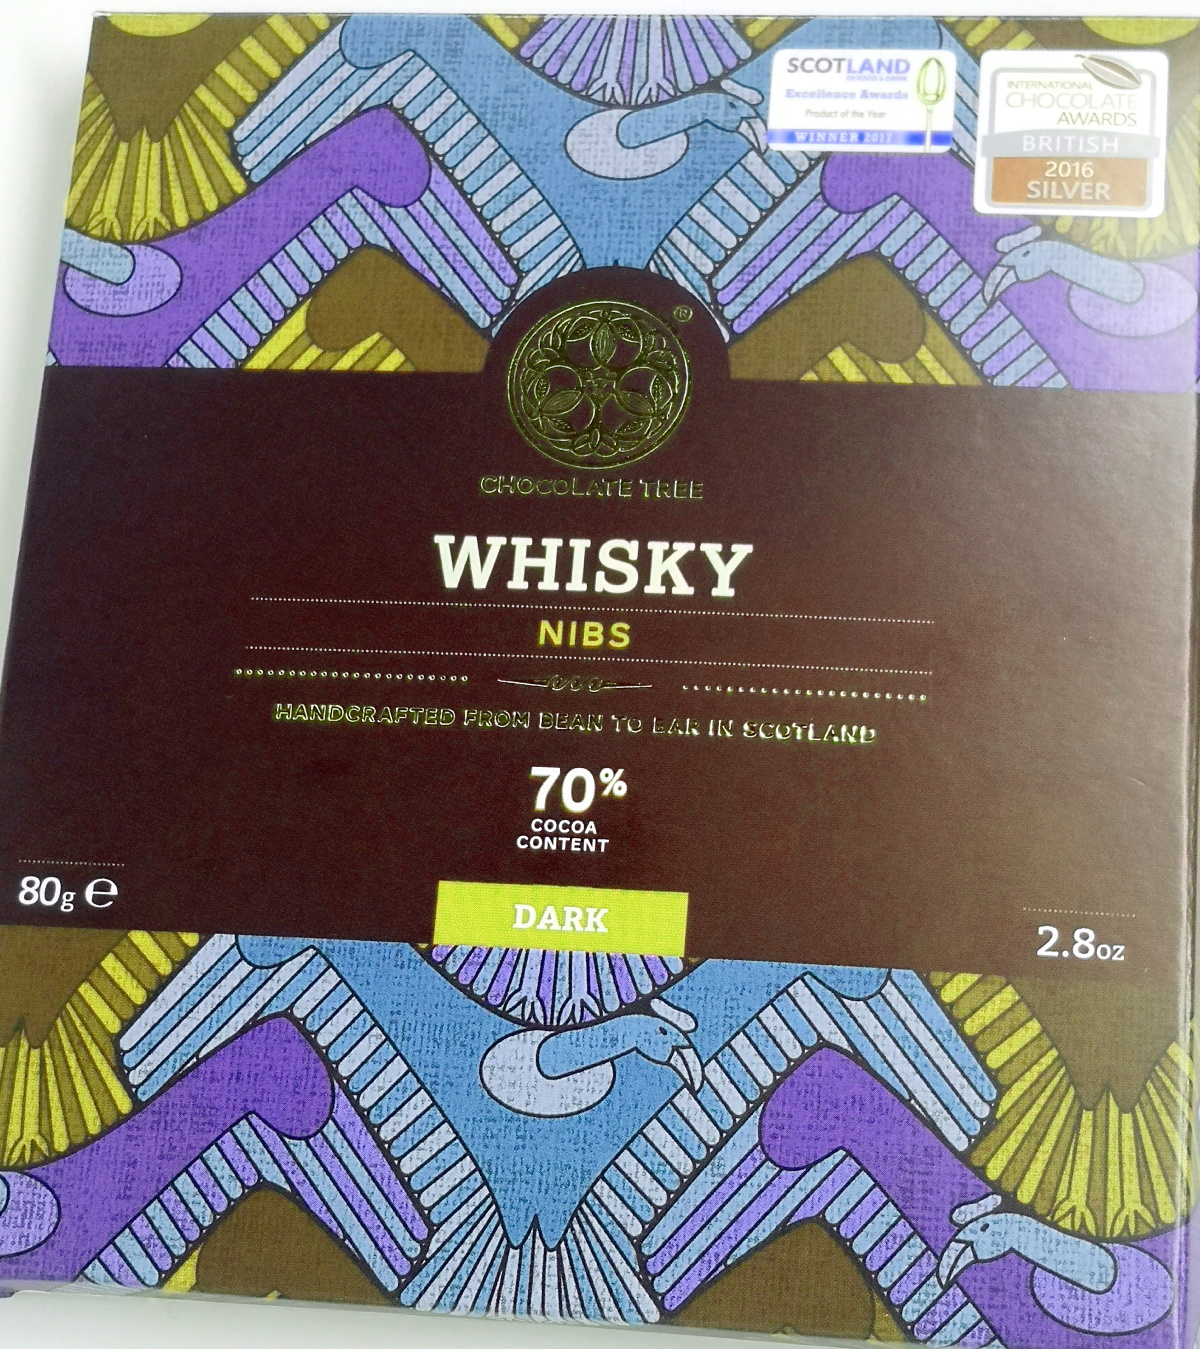 SCOTLAND
Excellence Awards
Product of the Year
WINNER 2017
INTERNATIONAL
CHOCOLATE
AWARDS
BRITISH
2016
SILVER
®
CHOCOLATE TREE
WHISKY
NIBS
HANDCRAFTED FROM BEAN TO BAR IN SCOTLAND
70%
COCOA
CONTENT
80g ℮
DARK
2.8oz